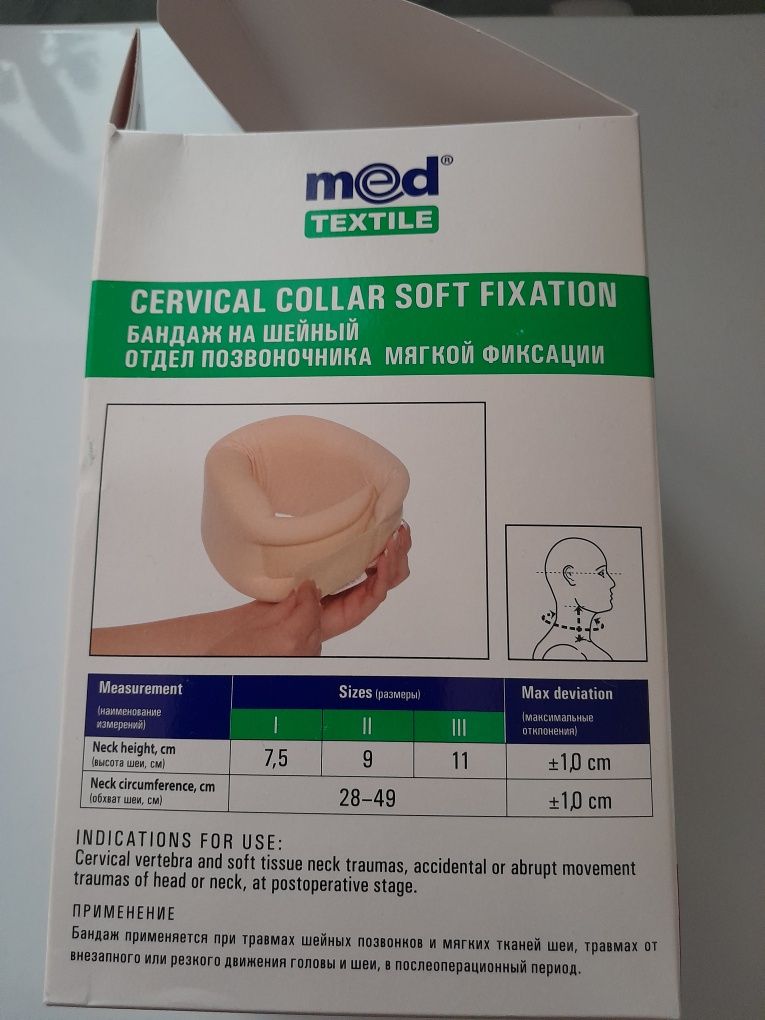 med®
TEXTILE
CERVICAL COLLAR SOFT FIXATION
БАНДАЖ НА ШЕЙНЫЙ
ОТДЕЛ ПОЗВОНОЧНИКА МЯГКОЙ ФИКСАЦИИ
Measurement
(наименование
измерений)
Sizes (размеры)
I II III
Max deviation
(максимальные
отклонения)
Neck height, cm
(высота шеи, см)
7,5 9 11 ±1,0 cm
Neck circumference, cm
(обхват шеи, см)
28–49 ±1,0 cm
INDICATIONS FOR USE:
Cervical vertebra and soft tissue neck traumas, accidental or abrupt movement
traumas of head or neck, at postoperative stage.
ПРИМЕНЕНИЕ
Бандаж применяется при травмах шейных позвонков и мягких тканей шеи, травмах от
внезапного или резкого движения головы и шеи, в послеоперационный период.